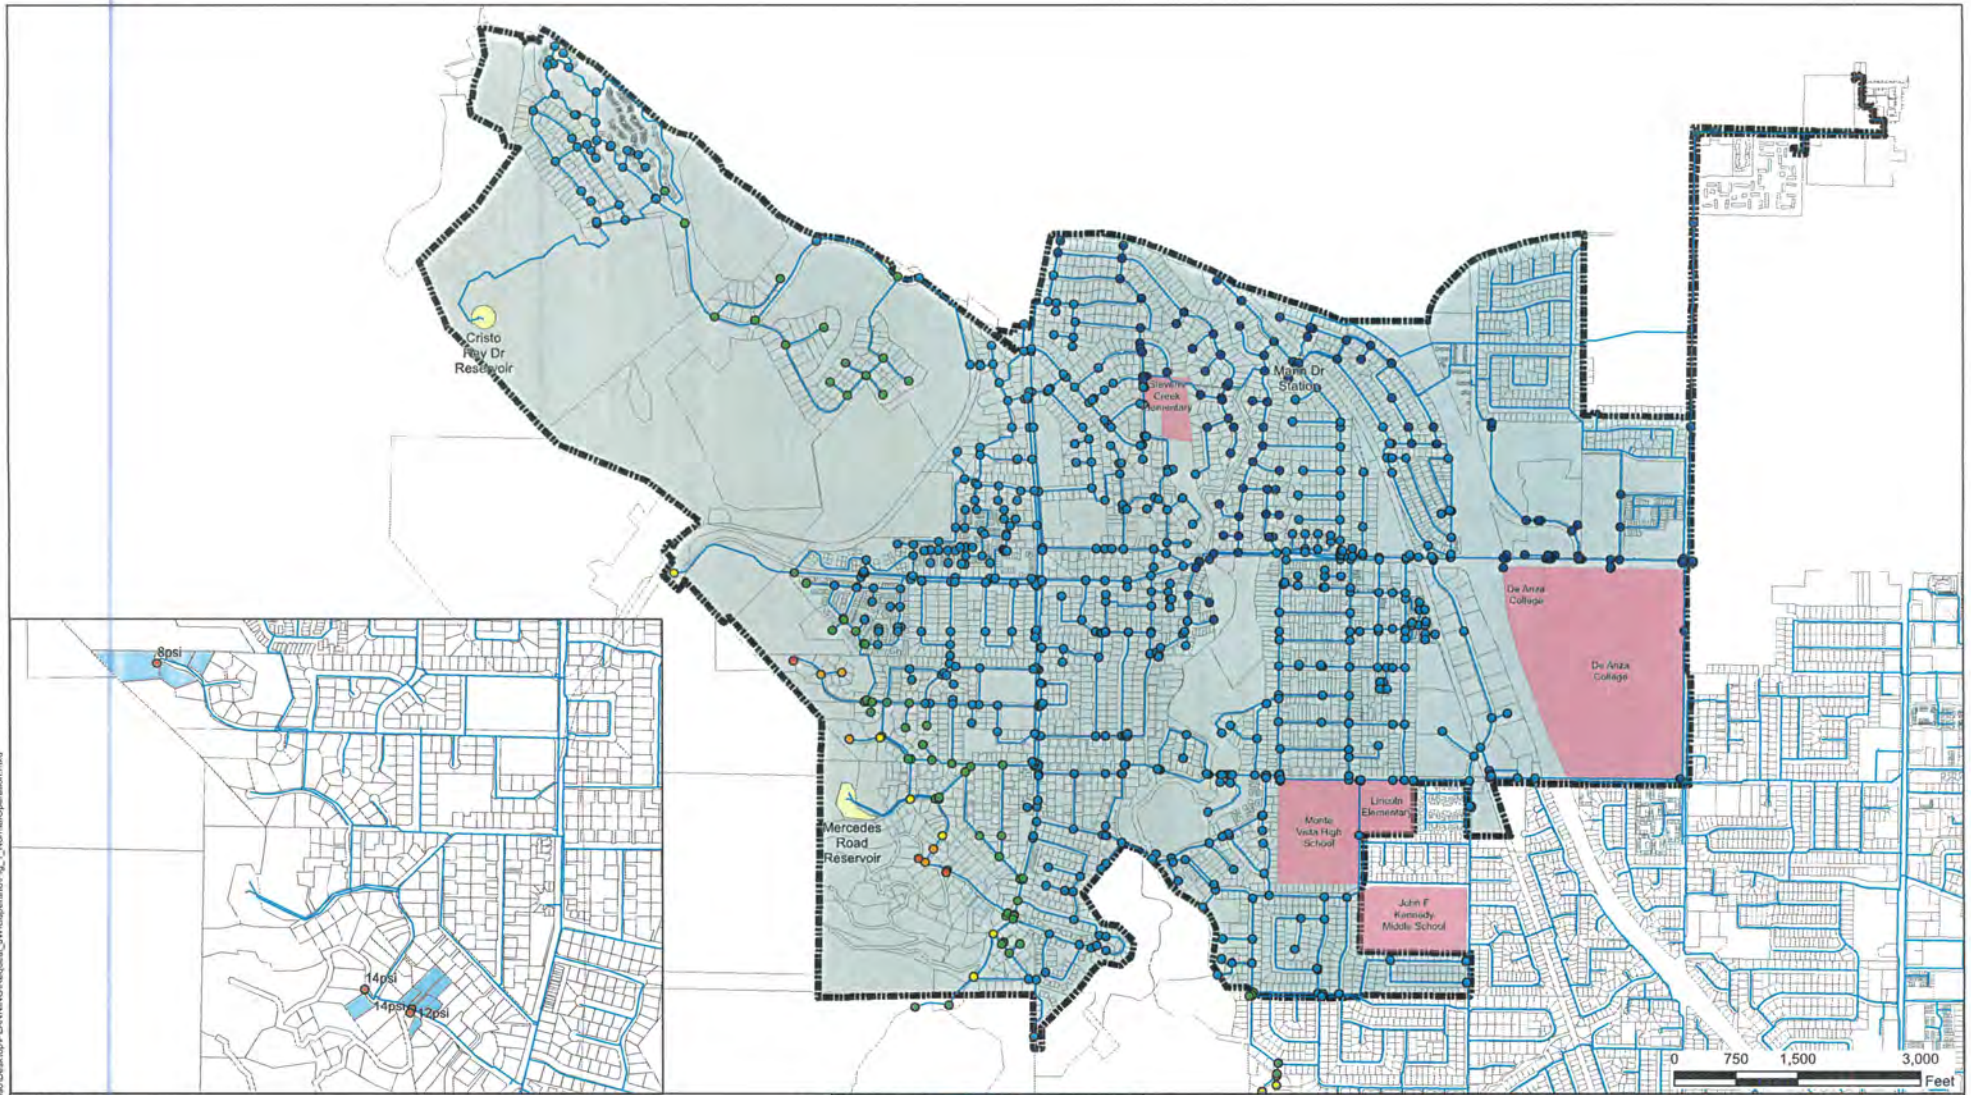 Cristo
Rey Dr
Reservoir
Mann Dr
Station
Stevens
Creek
Elementary
De Anza
College
De Anza
College
8psi
Mercedes
Road
Reservoir
Monte
Vista High
School
Lincoln
Elementary
John F
Kennedy
Middle School
14psi
14psi
12psi
0 750 1,500 3,000
Feet